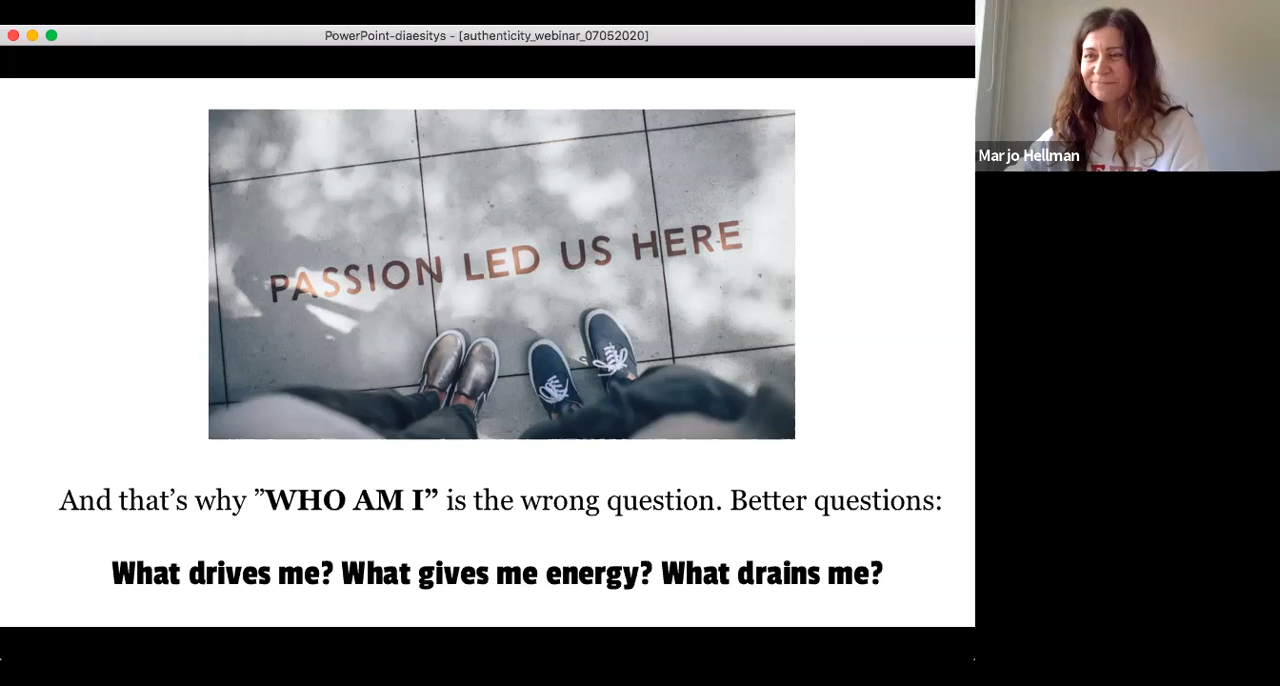 PowerPoint-diaesitys - [authenticity_webinar_07052020]
Marjo Hellman
PASSION LED US HERE
And that’s why ”WHO AM I” is the wrong question. Better questions:
What drives me? What gives me energy? What drains me?